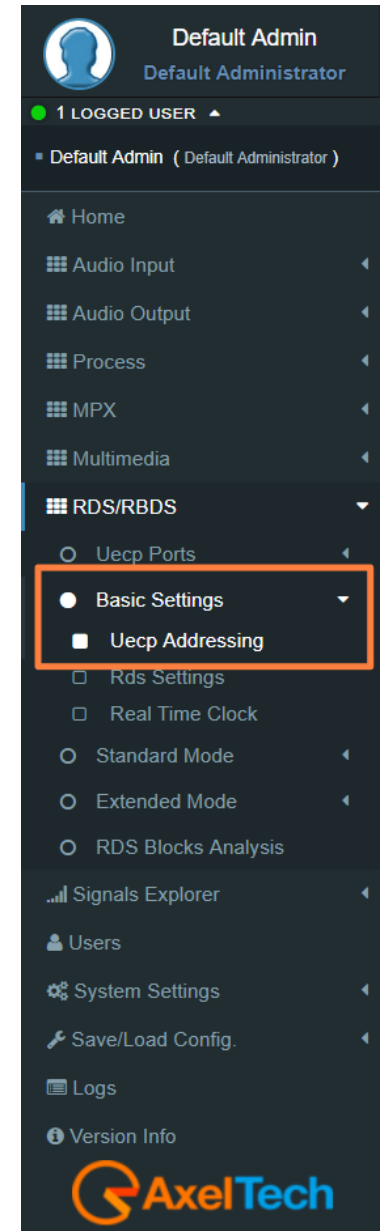 Default Admin
Default Administrator
1 LOGGED USER
Default Admin ( Default Administrator )
Home
Audio Input
Audio Output
Process
MPX
Multimedia
RDS/RBDS
Uecp Ports
Basic Settings
Uecp Addressing
Rds Settings
Real Time Clock
Standard Mode
Extended Mode
RDS Blocks Analysis
Signals Explorer
Users
System Settings
Save/Load Config.
Logs
Version Info
AxelTech